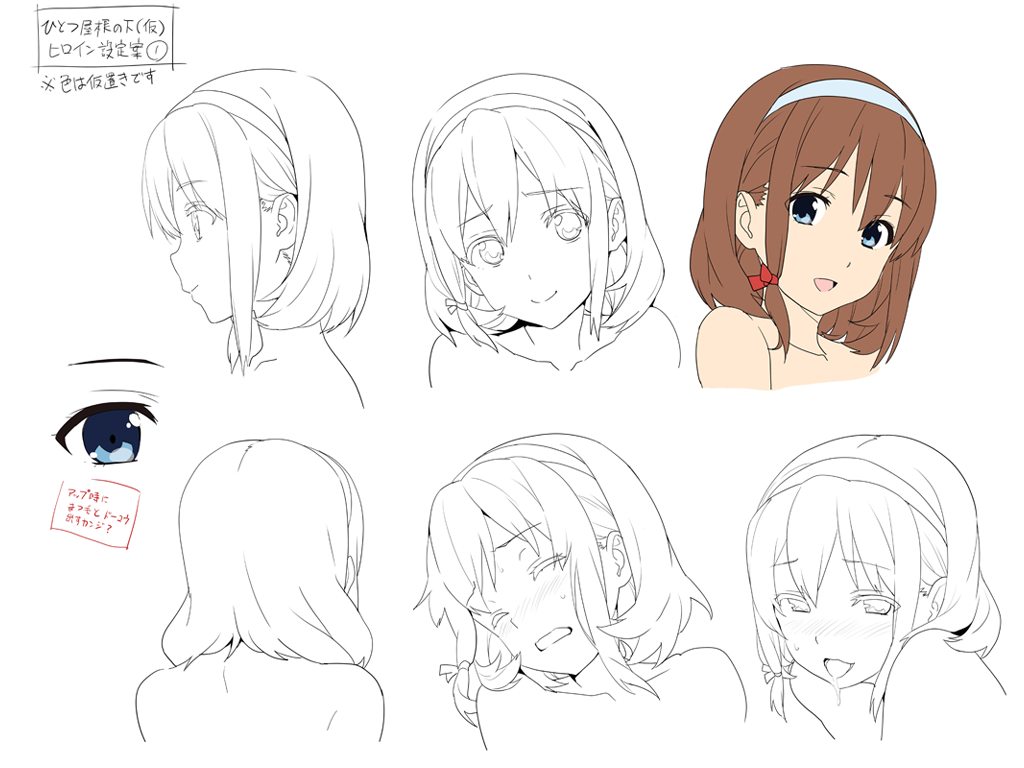 ひとつ屋根の下(仮)
ヒロイン設定案①
※色は仮置きです
アップ時に
まつ毛とドーコウ
出すカンジ?